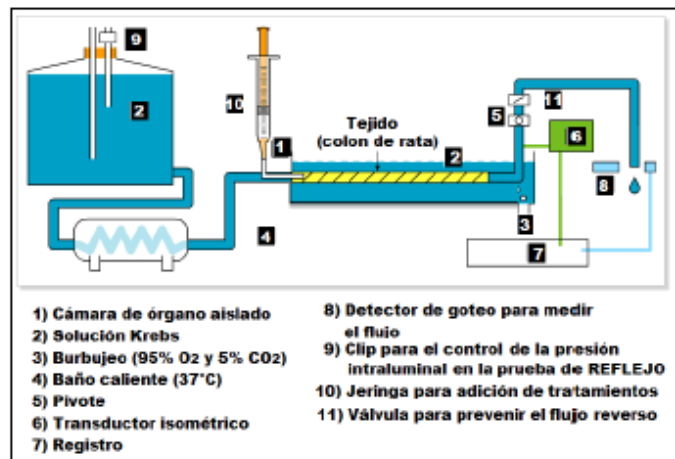 9
2
10
11
5
6
Tejido
(colon de rata)
1
2
8
3
4
7
1) Cámara de órgano aislado
2) Solución Krebs
3) Burbujeo (95% O2 y 5% CO2)
4) Baño caliente (37°C)
5) Pivote
6) Transductor isométrico
7) Registro
8) Detector de goteo para medir
el flujo
9) Clip para el control de la presión
intraluminal en la prueba de REFLEJO
10) Jeringa para adición de tratamientos
11) Válvula para prevenir el flujo reverso